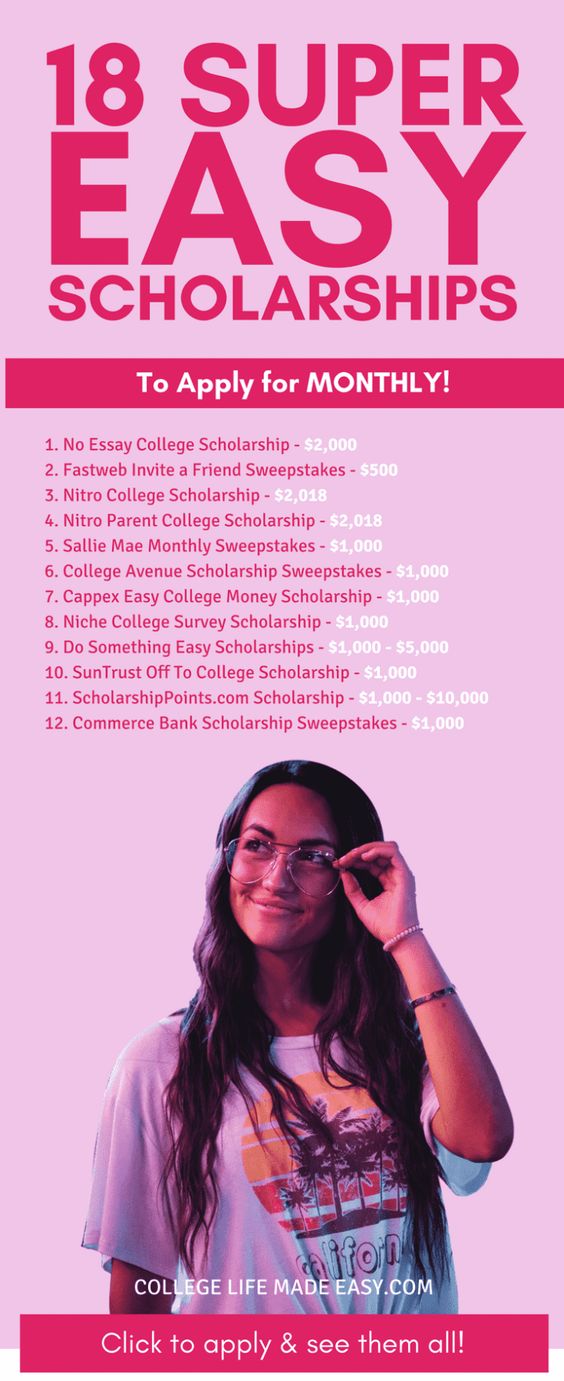 18 SUPER
EASY
SCHOLARSHIPS
To Apply for MONTHLY!
1. No Essay College Scholarship - $2,000
2. Fastweb Invite a Friend Sweepstakes - $500
3. Nitro College Scholarship - $2,018
4. Nitro Parent College Scholarship - $2,018
5. Sallie Mae Monthly Sweepstakes - $1,000
6. College Avenue Scholarship Sweepstakes - $1,000
7. Cappex Easy College Money Scholarship - $1,000
8. Niche College Survey Scholarship - $1,000
9. Do Something Easy Scholarships - $1,000 - $5,000
10. SunTrust Off To College Scholarship - $1,000
11. ScholarshipPoints.com Scholarship - $1,000 - $10,000
12. Commerce Bank Scholarship Sweepstakes - $1,000
COLLEGE LIFE MADE EASY.COM
Click to apply & see them all!